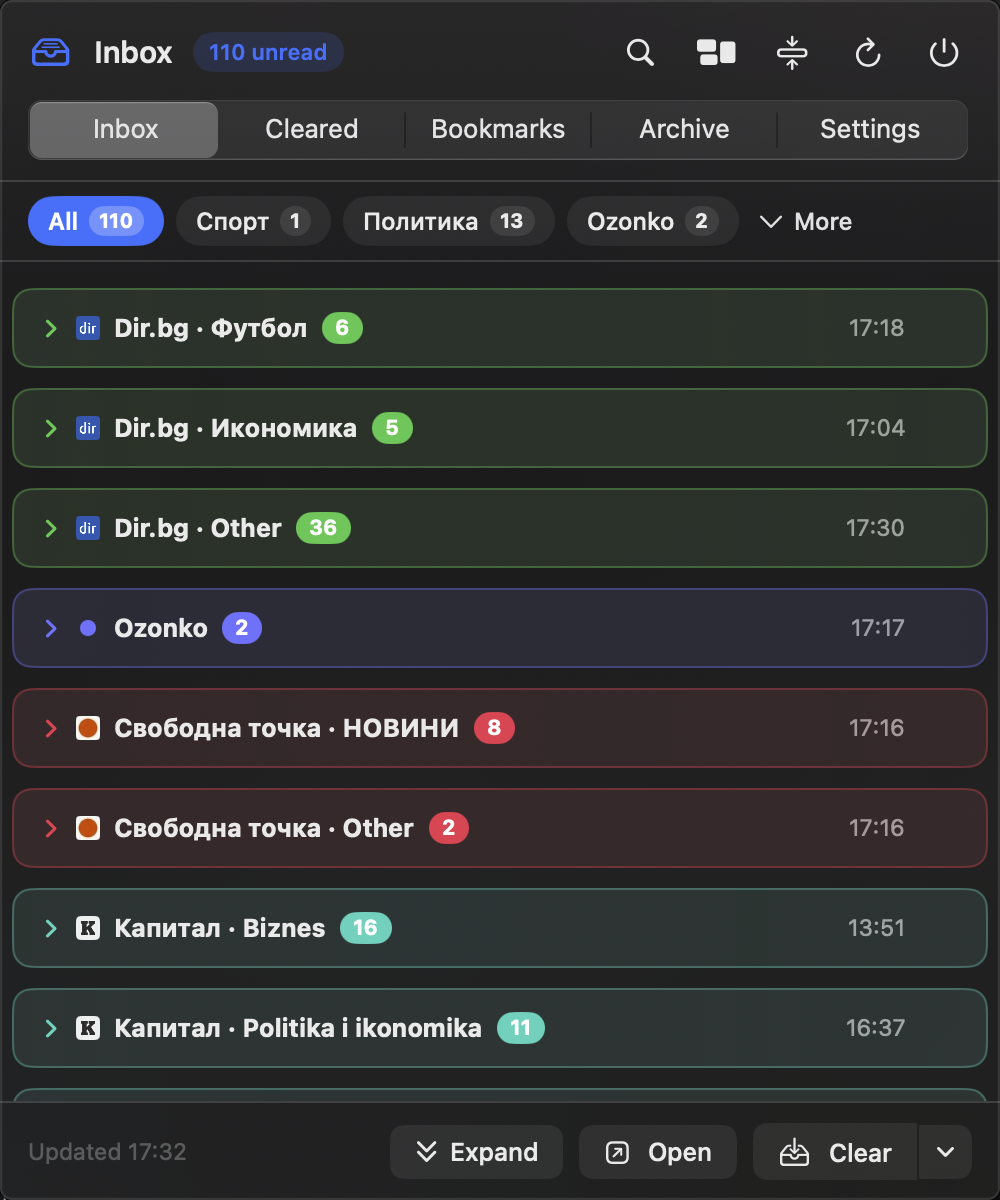 Inbox 110 unread
Inbox Cleared Bookmarks Archive Settings
All 110 Спорт 1 Политика 13 Ozonko 2 More
dir Dir.bg · Футбол 6 17:18
dir Dir.bg · Икономика 5 17:04
dir Dir.bg · Other 36 17:30
Ozonko 2 17:17
Свободна точка · НОВИНИ 8 17:16
Свободна точка · Other 2 17:16
K Капитал · Biznes 16 13:51
K Капитал · Politika i ikonomika 11 16:37
Updated 17:32 Expand Open Clear